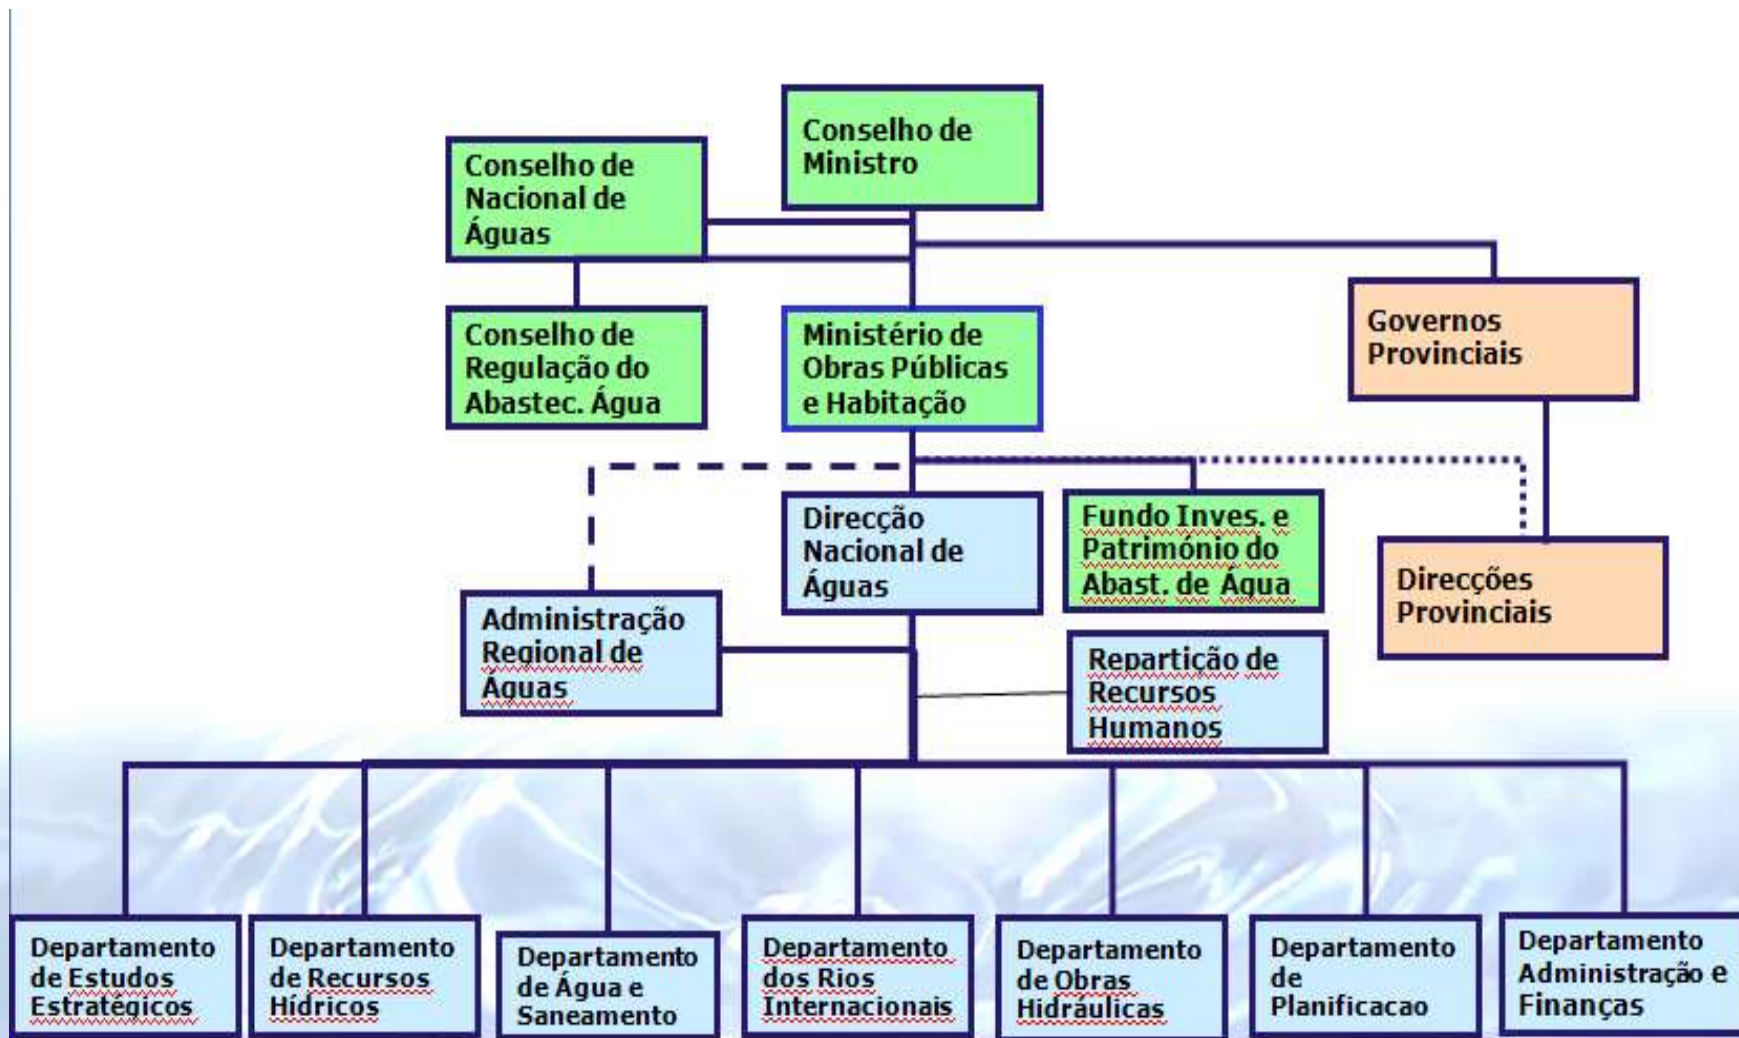 Conselho de
Ministro
Conselho de
Nacional de
Águas
Conselho de
Regulação do
Abastec. Água
Ministério de
Obras Públicas
e Habitação
Governos
Provinciais
Direcção
Nacional de
Águas
Fundo Inves. e
Património do
Abast. de Água
Direcções
Provinciais
Administração
Regional de
Águas
Repartição de
Recursos
Humanos
Departamento
de Estudos
Estratégicos
Departamento
de Recursos
Hídricos
Departamento
de Água e
Saneamento
Departamento
dos Rios
Internacionais
Departamento
de Obras
Hidráulicas
Departamento
de
Planificacao
Departamento
Administração e
Finanças